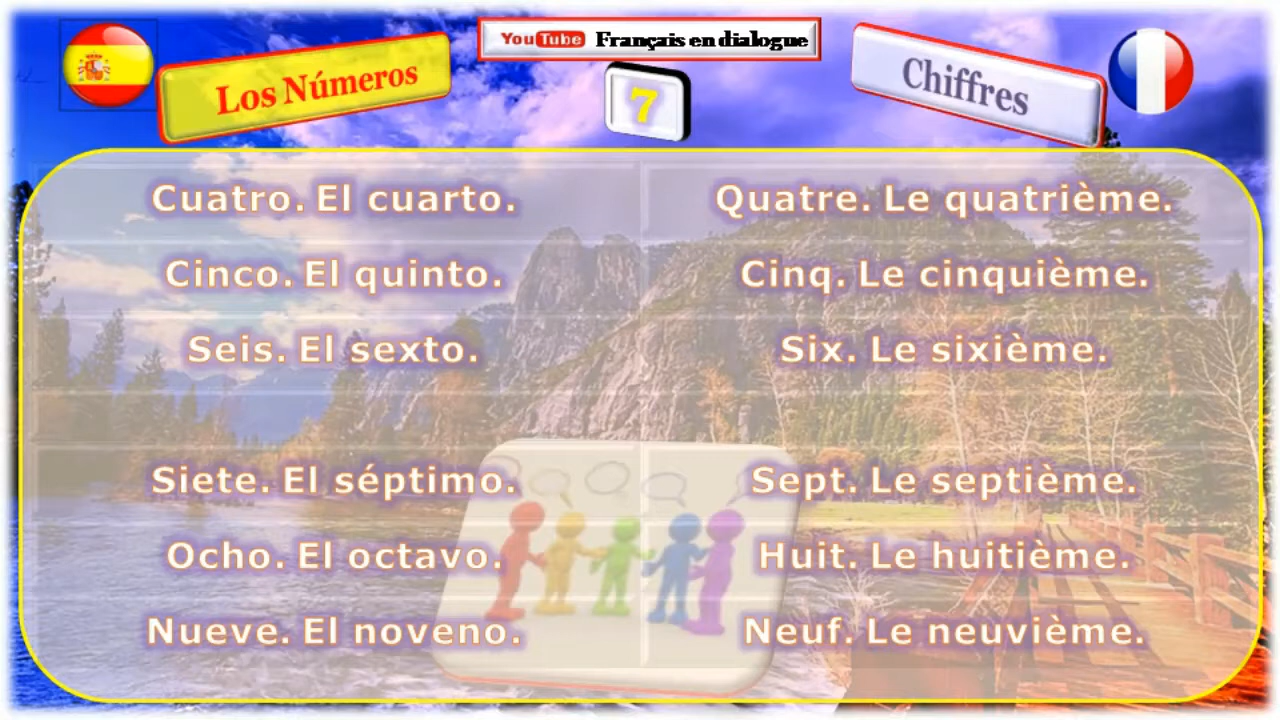 YouTube Français en dialogue
Los Números
7
Chiffres
Cuatro. El cuarto.
Quatre. Le quatrième.
Cinco. El quinto.
Cinq. Le cinquième.
Seis. El sexto.
Six. Le sixième.
Siete. El séptimo.
Sept. Le septième.
Ocho. El octavo.
Huit. Le huitième.
Nueve. El noveno.
Neuf. Le neuvième.